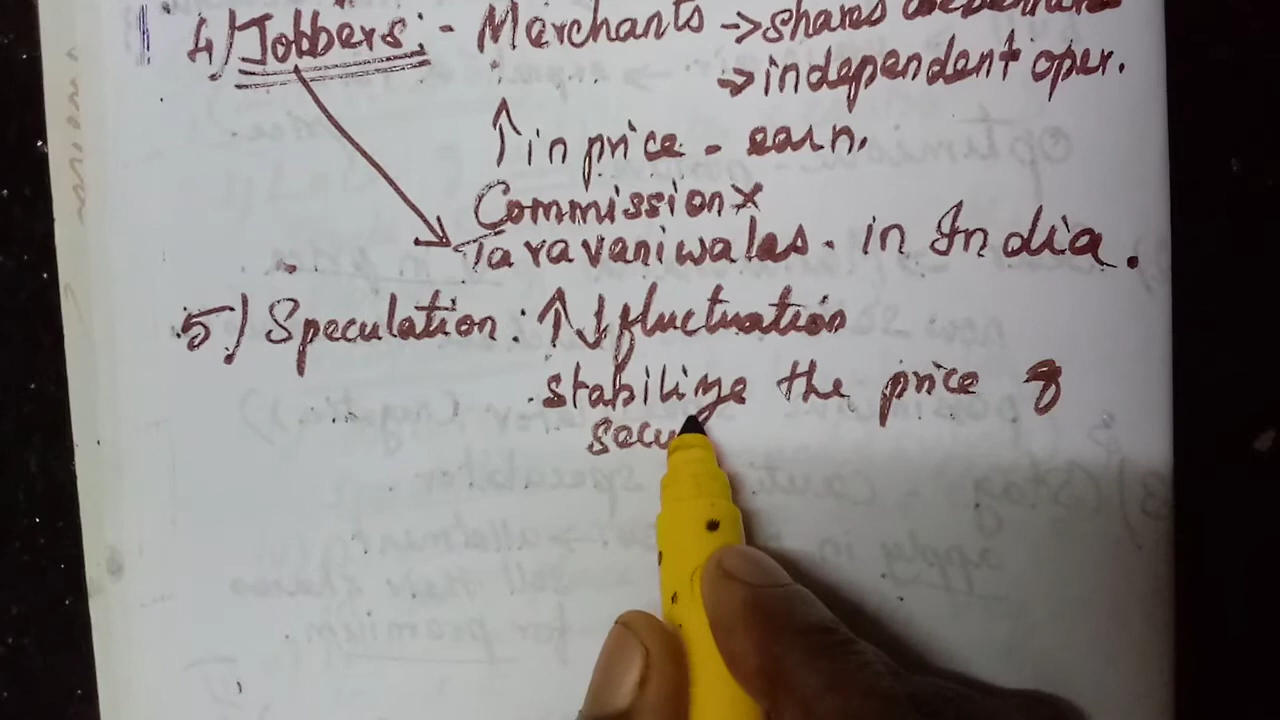 4) Jobbers: - Merchants → shares
→ independent oper.
↑ in price - earn.
Commission x
Taravaniwalas. in India.
5) Speculation: ↑↓ fluctuation
stabilize the price of
secu